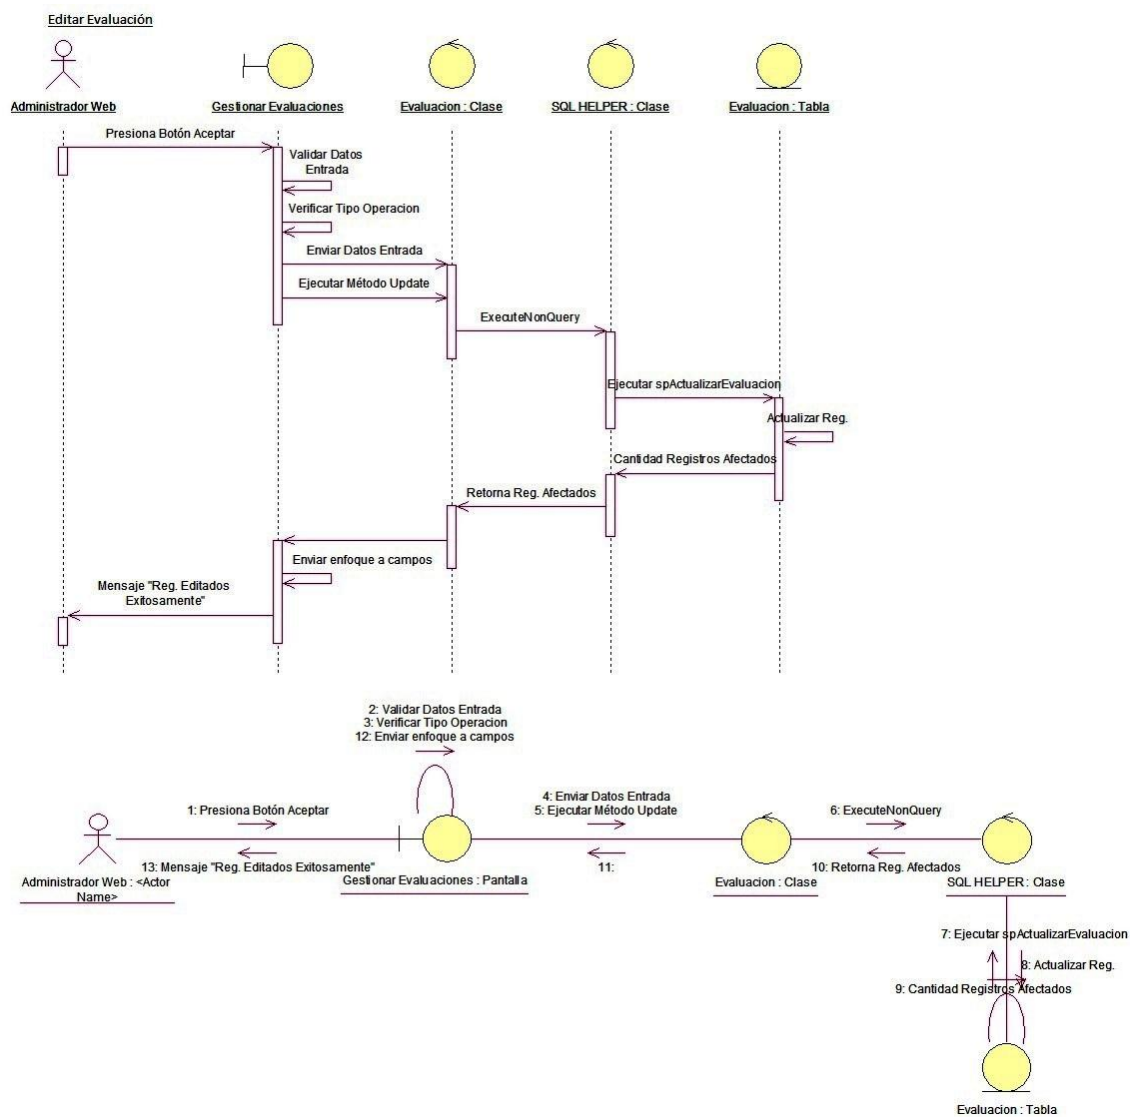 Editar Evaluación
Administrador Web
Gestionar Evaluaciones
Evaluacion : Clase
SQL HELPER : Clase
Evaluacion : Tabla
Presiona Botón Aceptar
Validar Datos
Entrada
Verificar Tipo Operacion
Enviar Datos Entrada
Ejecutar Método Update
ExecuteNonQuery
Ejecutar spActualizarEvaluacion
Actualizar Reg.
Cantidad Registros Afectados
Retorna Reg. Afectados
Enviar enfoque a campos
Mensaje "Reg. Editados
Exitosamente"
2: Validar Datos Entrada
3: Verificar Tipo Operacion
12: Enviar enfoque a campos
1: Presiona Botón Aceptar
4: Enviar Datos Entrada
5: Ejecutar Método Update
6: ExecuteNonQuery
13: Mensaje "Reg. Editados Exitosamente"
11:
10: Retorna Reg. Afectados
Administrador Web : <Actor
Name>
Gestionar Evaluaciones : Pantalla
Evaluacion : Clase
SQL HELPER : Clase
7: Ejecutar spActualizarEvaluacion
8: Actualizar Reg.
9: Cantidad Registros Afectados
Evaluacion : Tabla